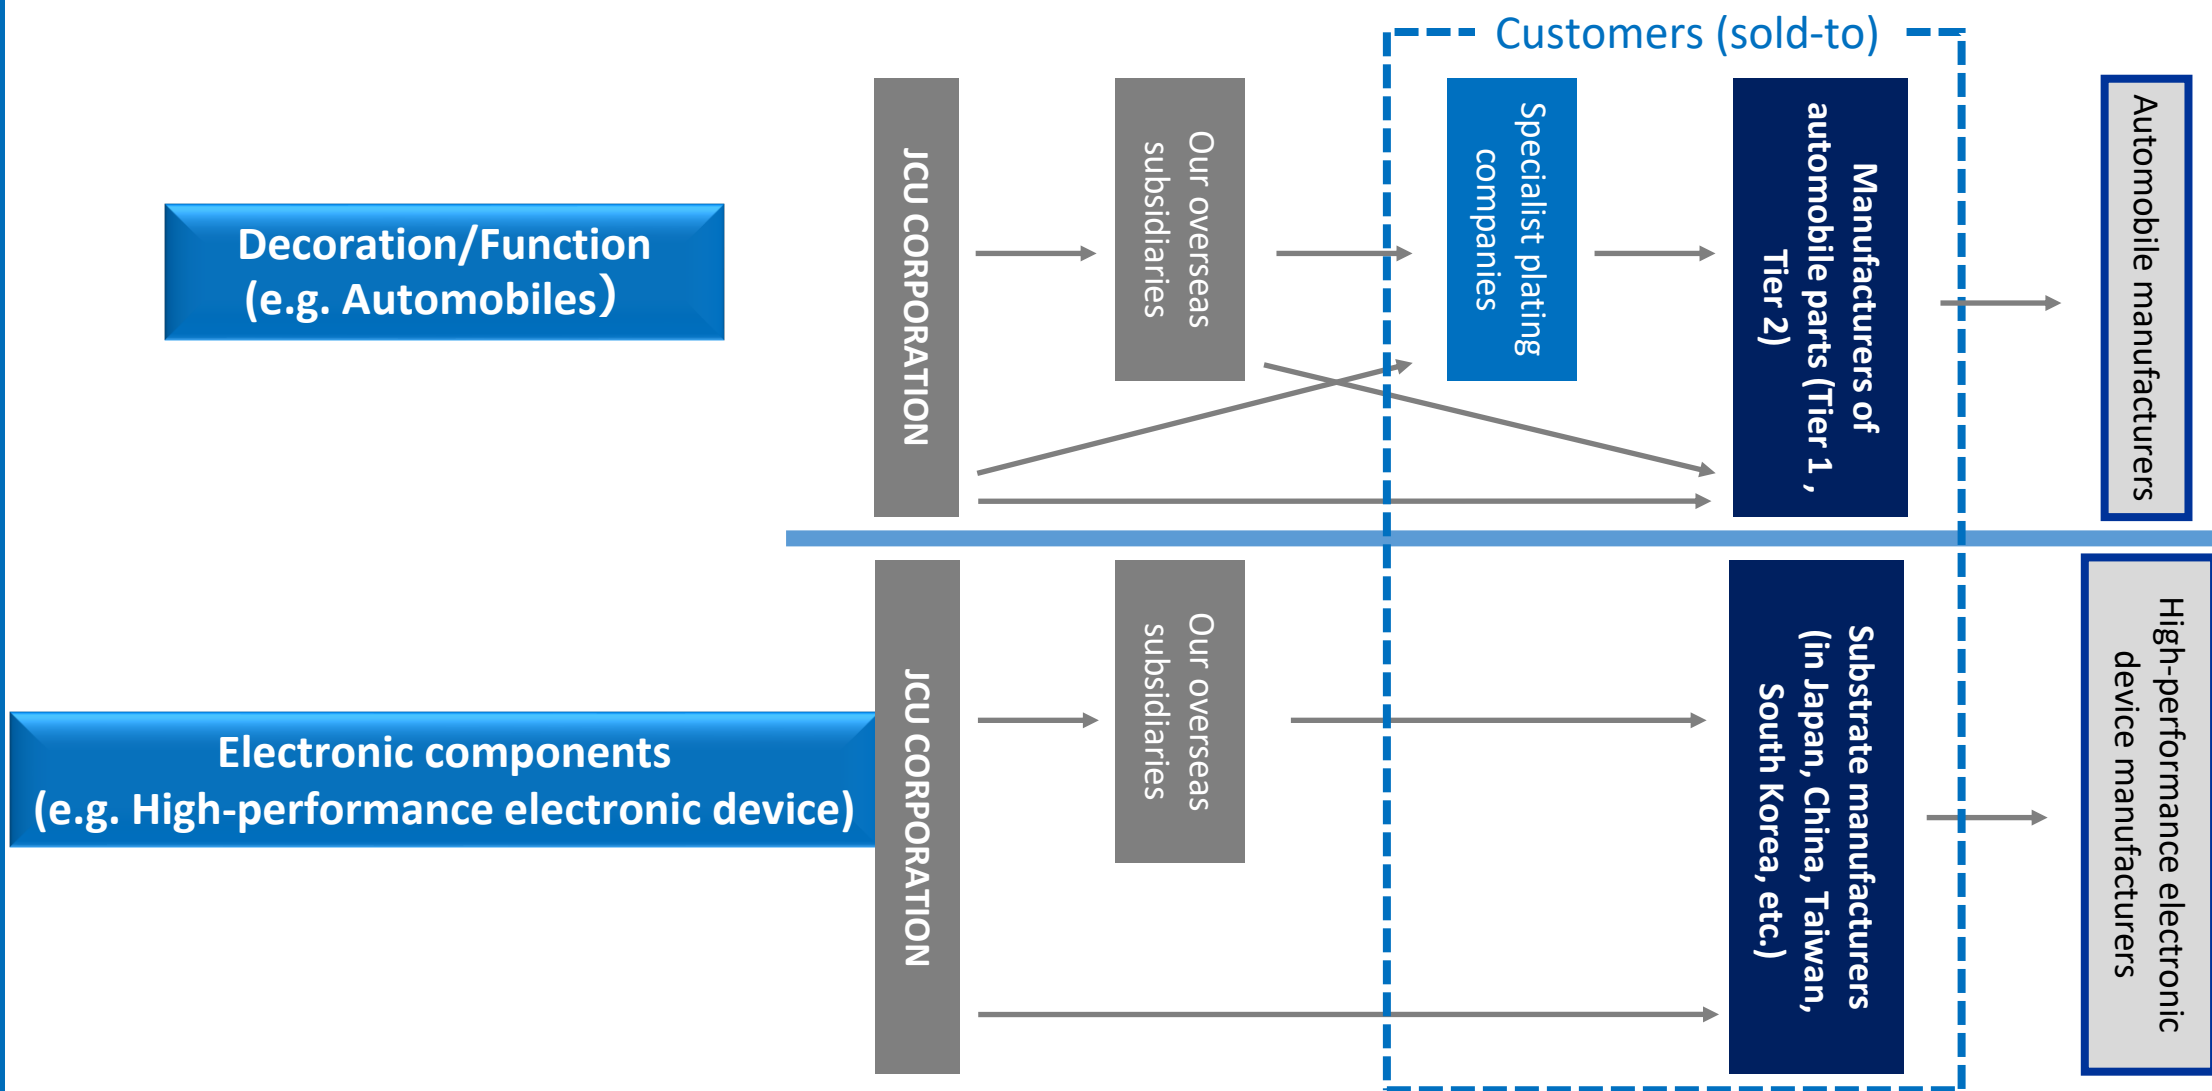 Customers (sold-to)
Decoration/Function
(e.g. Automobiles）
JCU CORPORATION
Our overseas
subsidiaries
Specialist plating
companies
Manufacturers of
automobile parts (Tier 1 ,
Tier 2)
Automobile manufacturers
Electronic components
(e.g. High-performance electronic device)
JCU CORPORATION
Our overseas
subsidiaries
Substrate manufacturers
(in Japan, China, Taiwan,
South Korea, etc.)
High-performance electronic
device manufacturers